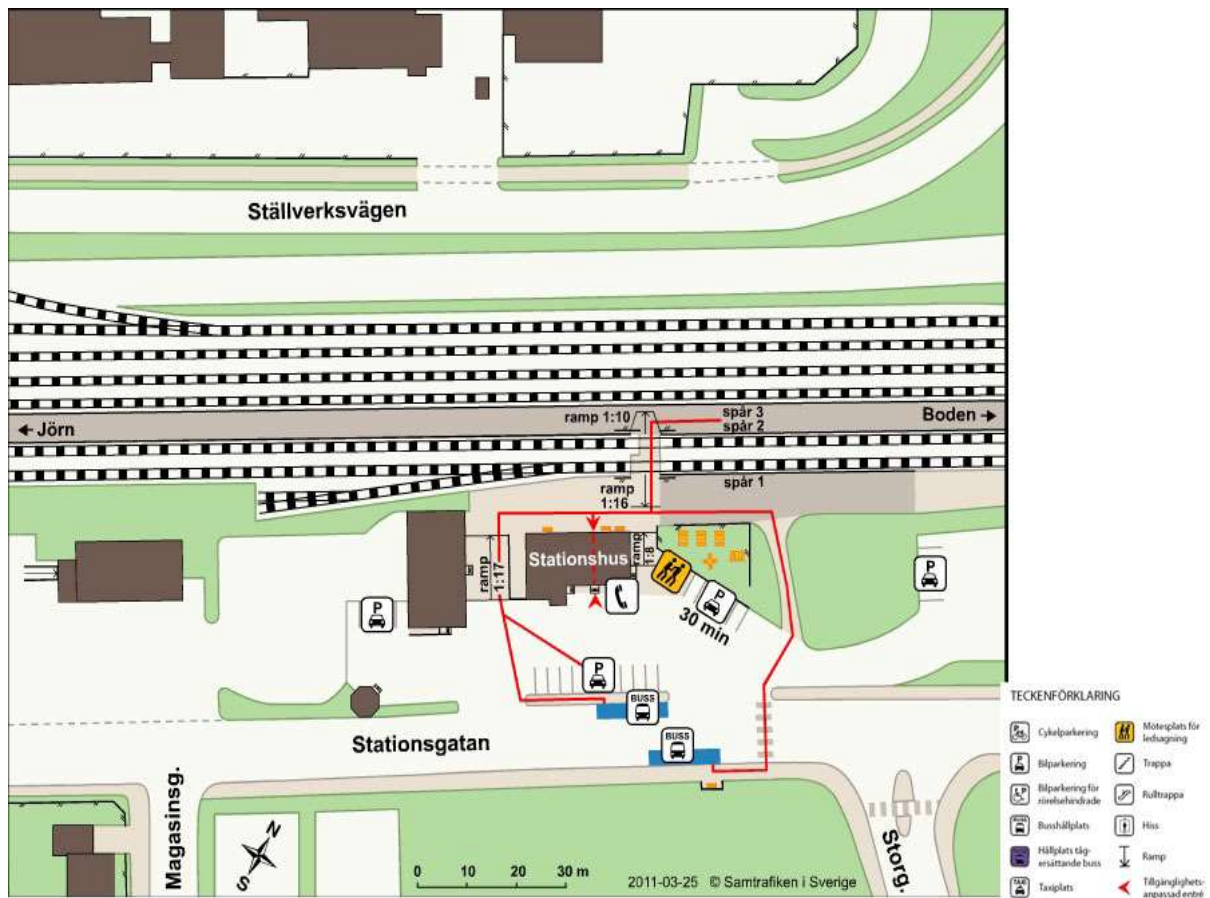 Ställverksvägen
ramp 1:10
spår 3
spår 2
Boden →
← Jörn
ramp
1:16
spår 1
Stationshus
ramp
1:17
ramp
1:8
P
P
P
30 min
P
BUSS
BUSS
Stationsgatan
Magasinsg.
Storg.
N
S
0 10 20 30 m
2011-03-25 © Samtrafiken i Sverige
TECKENFÖRKLARING
P Cykelparkering
P Bilparkering
P Bilparkering för
rörelsehindrade
BUSS Busshållplats
Hållplats tåg-
ersättande buss
TAXI Taxiplats
Mötesplats för
ledsagning
Trappa
Rulltrappa
Hiss
Ramp
Tillgänglighets-
anpassad entré